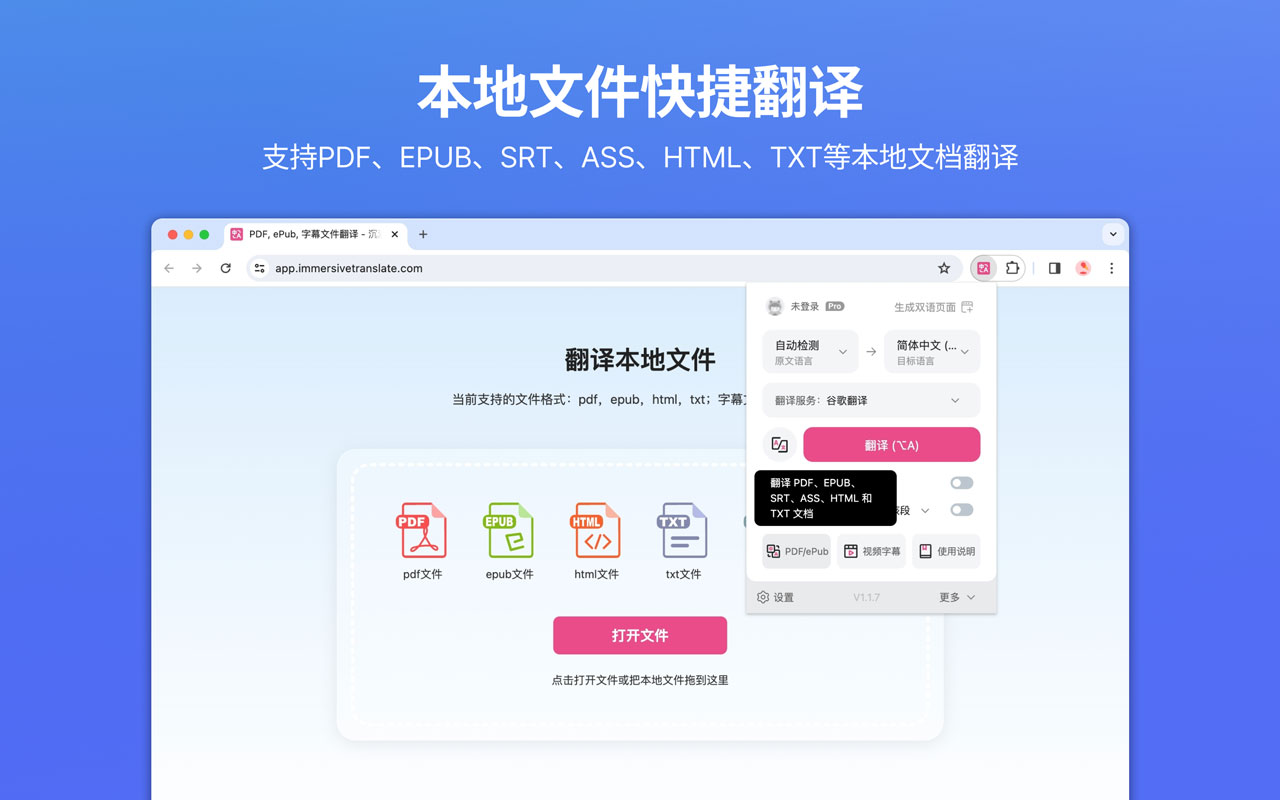 本地文件快捷翻译
支持PDF、EPUB、SRT、ASS、HTML、TXT等本地文档翻译
PDF, ePub, 字幕文件翻译 - 沉
app.immersivetranslate.com
未登录 Pro
生成双语页面
自动检测
原文语言
简体中文 (...
目标语言
翻译服务: 谷歌翻译
翻译 (⌥A)
翻译 PDF、EPUB、
SRT、ASS、HTML 和
TXT 文档
段
PDF/ePub
视频字幕
使用说明
设置
V1.1.7
更多
翻译本地文件
当前支持的文件格式：pdf，epub，html，txt；字幕
PDF
EPUB
HTML
TXT
pdf文件
epub文件
html文件
txt文件
打开文件
点击打开文件或把本地文件拖到这里